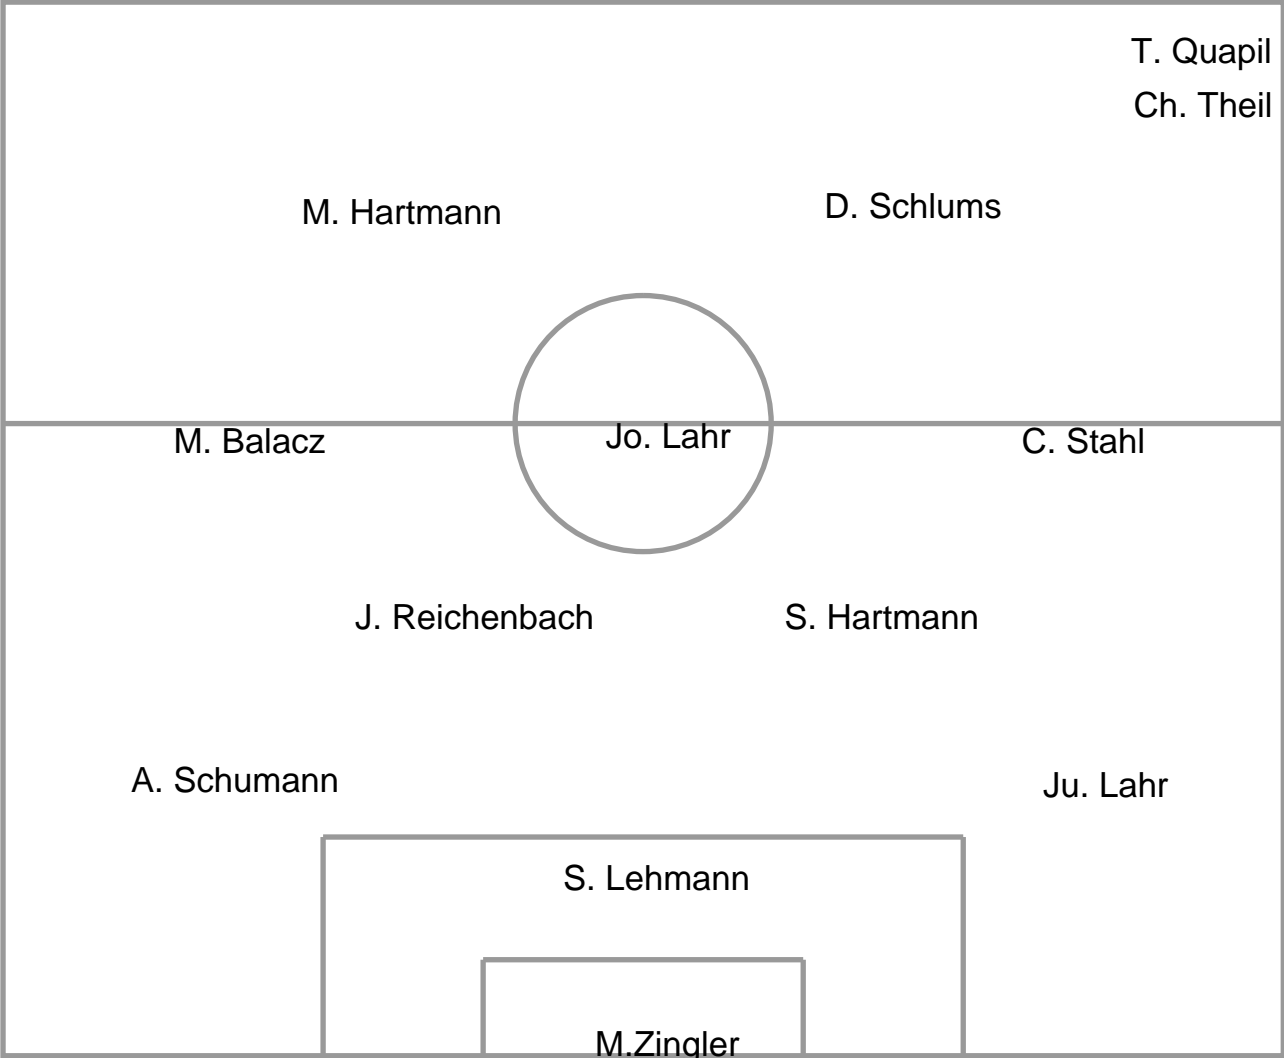 T. Quapil
Ch. Theil
M. Hartmann
D. Schlums
M. Balacz
Jo. Lahr
C. Stahl
J. Reichenbach
S. Hartmann
A. Schumann
Ju. Lahr
S. Lehmann
M.Zingler